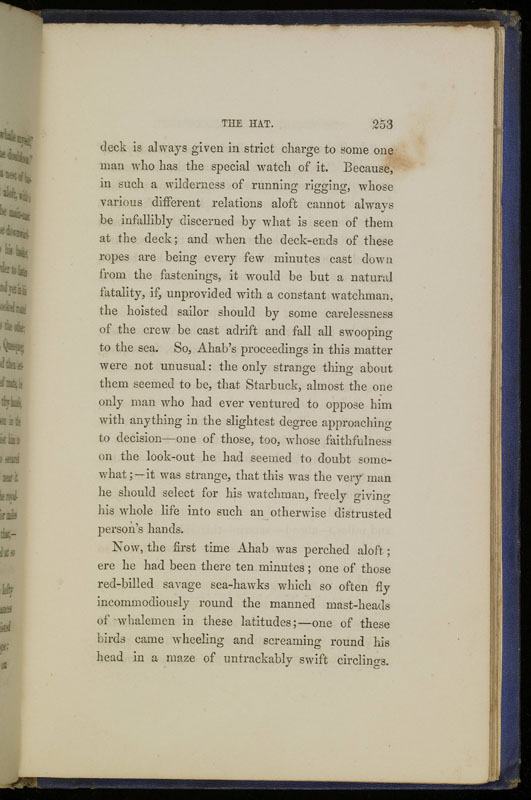 THE HAT. 253
deck is always given in strict charge to some one
man who has the special watch of it. Because,
in such a wilderness of running rigging, whose
various different relations aloft cannot always
be infallibly discerned by what is seen of them
at the deck; and when the deck-ends of these
ropes are being every few minutes cast down
from the fastenings, it would be but a natural
fatality, if, unprovided with a constant watchman,
the hoisted sailor should by some carelessness
of the crew be cast adrift and fall all swooping
to the sea. So, Ahab's proceedings in this matter
were not unusual: the only strange thing about
them seemed to be, that Starbuck, almost the one
only man who had ever ventured to oppose him
with anything in the slightest degree approaching
to decision—one of those, too, whose faithfulness
on the look-out he had seemed to doubt some-
what;—it was strange, that this was the very man
he should select for his watchman, freely giving
his whole life into such an otherwise distrusted
person's hands.
Now, the first time Ahab was perched aloft;
ere he had been there ten minutes; one of those
red-billed savage sea-hawks which so often fly
incommodiously round the manned mast-heads
of whalemen in these latitudes;—one of these
birds came wheeling and screaming round his
head in a maze of untrackably swift circlings.